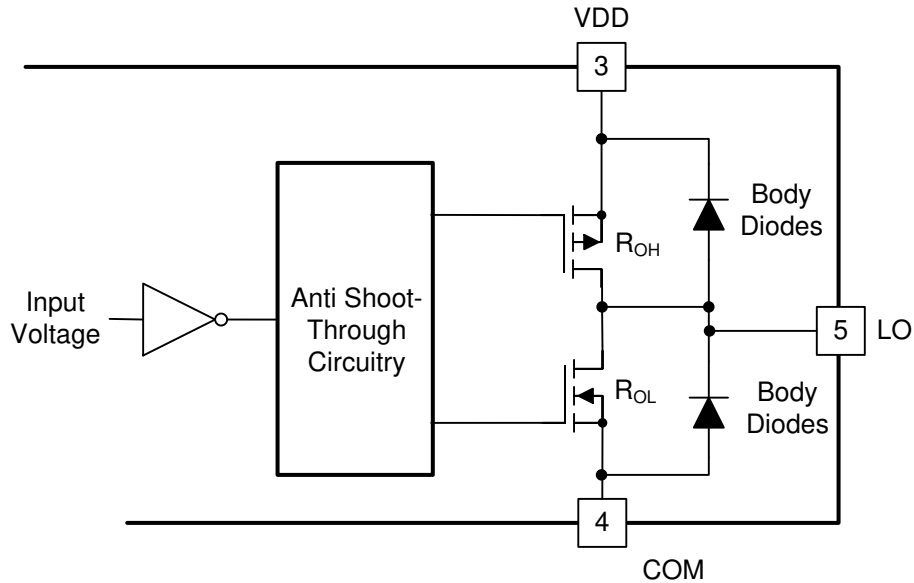 VDD
3
Body
Diodes
ROH
Input
Voltage
Anti Shoot-
Through
Circuitry
5 LO
ROL
Body
Diodes
4
COM